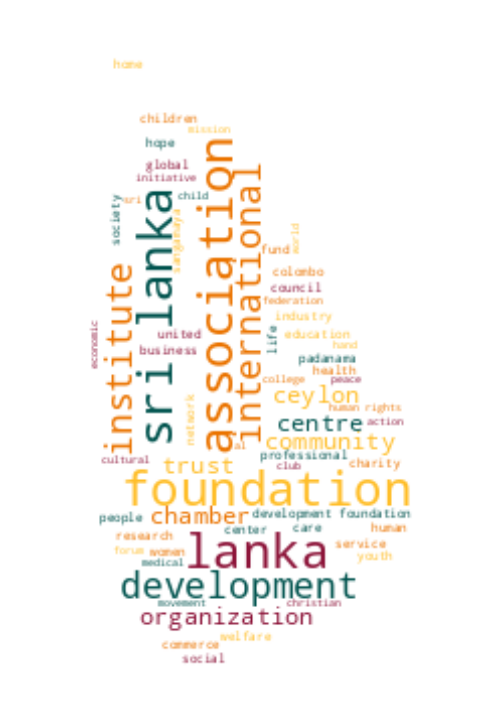 home
children
mission
hope
global
initiative
child
sri
society
sri lanka
association
international
sangamaya
world
fund
colombo
council
federation
institute
industry
economic
united
life
education
hand
business
padanama
health
college
peace
network
ceylon
human rights
centre
action
community
al
professional
cultural
trust
club
charity
foundation
people
chamber
development foundation
center
care
human
research
forum
women
lanka
service
youth
medical
development
movement
christian
organization
welfare
commerce
social